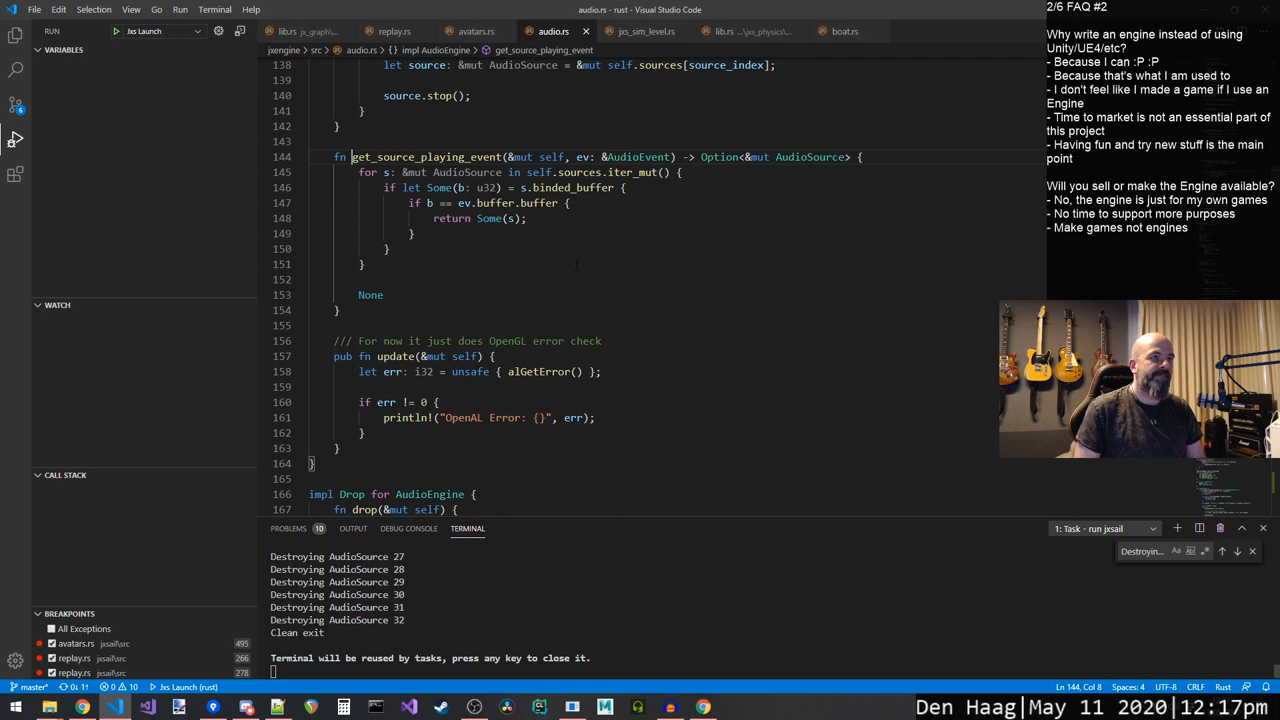 File Edit Selection View Go Run Terminal Help
audio.rs - rust - Visual Studio Code
RUN Jxs Launch
lib.rs jx_graph\... replay.rs avatars.rs audio.rs jxs_sim_level.rs lib.rs ...\jxs_physics\... boat.rs
jxengine > src > audio.rs > {} impl AudioEngine > get_source_playing_event
VARIABLES
WATCH
CALL STACK
BREAKPOINTS
All Exceptions
avatars.rs jxsail\src 495
replay.rs jxsail\src 266
replay.rs jxsail\src 278
138 let source: &mut AudioSource = &mut self.sources[source_index];
139
140 source.stop();
141 }
142 }
143
144 fn get_source_playing_event(&mut self, ev: &AudioEvent) -> Option<&mut AudioSource> {
145 for s: &mut AudioSource in self.sources.iter_mut() {
146 if let Some(b: u32) = s.binded_buffer {
147 if b == ev.buffer.buffer {
148 return Some(s);
149 }
150 }
151 }
152
153 None
154 }
155
156 /// For now it just does OpenGL error check
157 pub fn update(&mut self) {
158 let err: i32 = unsafe { alGetError() };
159
160 if err != 0 {
161 println!("OpenAL Error: {}", err);
162 }
163 }
164 }
165
166 impl Drop for AudioEngine {
167 fn drop(&mut self) {
PROBLEMS 10 OUTPUT DEBUG CONSOLE TERMINAL
1: Task - run jxsail
Destroyin...
Destroying AudioSource 27
Destroying AudioSource 28
Destroying AudioSource 29
Destroying AudioSource 30
Destroying AudioSource 31
Destroying AudioSource 32
Clean exit
Terminal will be reused by tasks, press any key to close it.
2/6 FAQ #2
Why write an engine instead of using
Unity/UE4/etc?
- Because I can :P :P
- Because that's what I am used to
- I don't feel like I made a game if I use an
Engine
- Time to market is not an essential part of
this project
- Having fun and try new stuff is the main
point
Will you sell or make the Engine available?
- No, the engine is just for my own games
- No time to support more purposes
- Make games not engines
master* 0↓ 1↑ 0 10 Jxs Launch (rust)
Ln 144, Col 8 Spaces: 4 UTF-8 CRLF Rust
Den Haag|May 11 2020|12:17pm